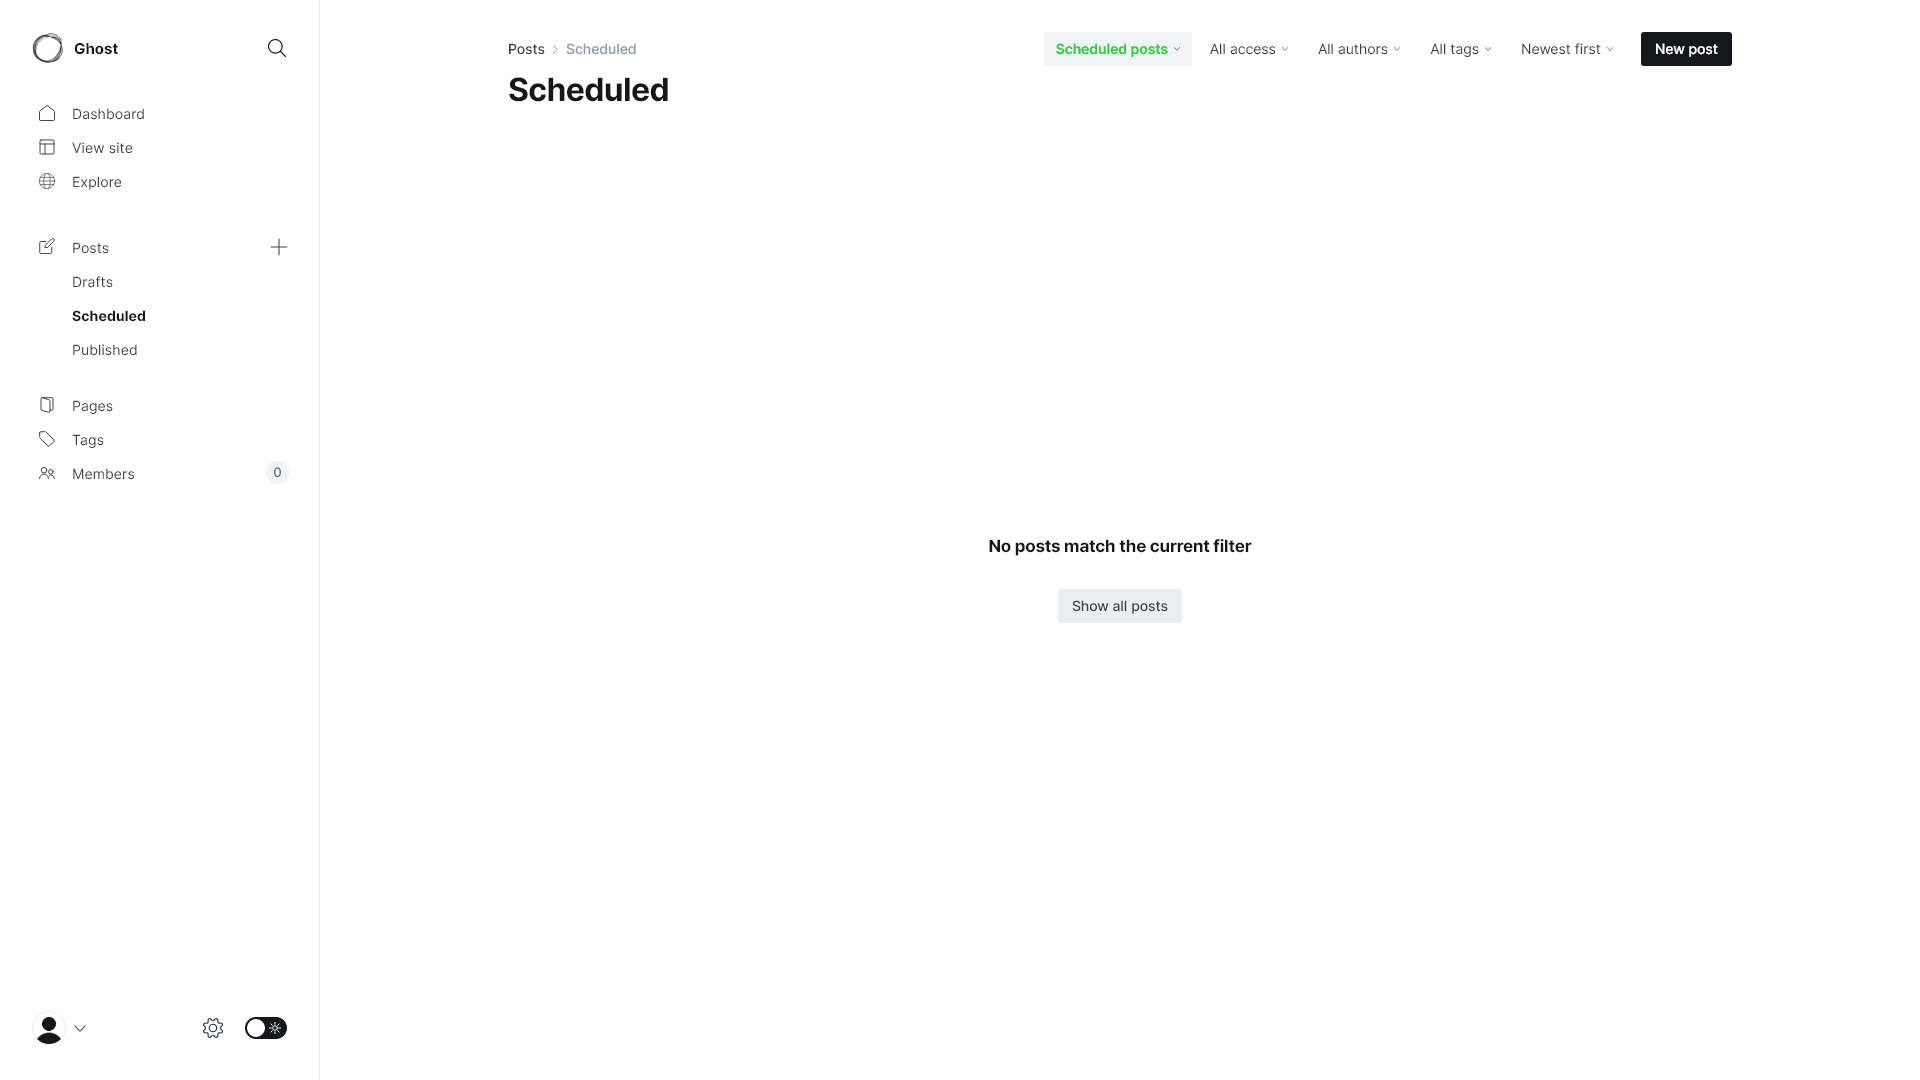 Ghost
Dashboard
View site
Explore
Posts
Drafts
Scheduled
Published
Pages
Tags
Members 0
Posts Scheduled
Scheduled
Scheduled posts All access All authors All tags Newest first New post
No posts match the current filter
Show all posts